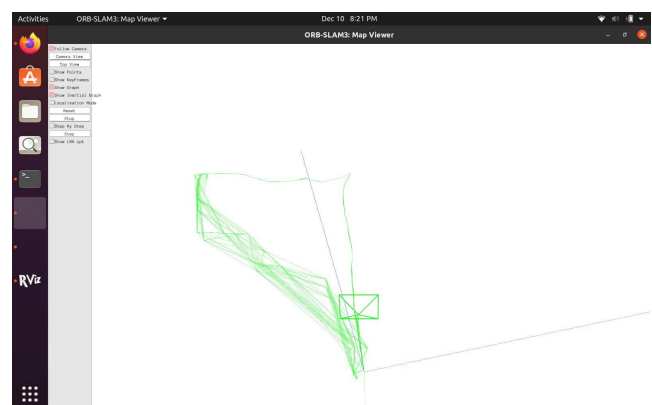 Activities
ORB-SLAM3: Map Viewer
Dec 10 8:21 PM
ORB-SLAM3: Map Viewer
Follow Camera
Camera View
Top View
Show Points
Show KeyFrames
Show Graph
Show Inertial Graph
Localization Mode
Reset
Stop
Step By Step
Step
Show LBA opt
RViz